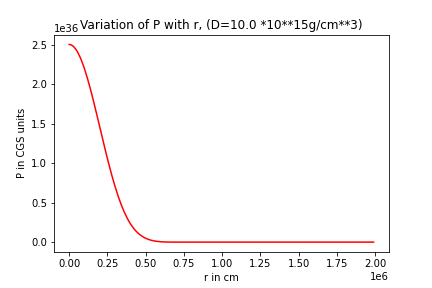 1e36
Variation of P with r, (D=10.0 *10**15g/cm**3)
2.5
2.0
1.5
1.0
0.5
0.0
P in CGS units
0.00 0.25 0.50 0.75 1.00 1.25 1.50 1.75 2.00
r in cm
1e6